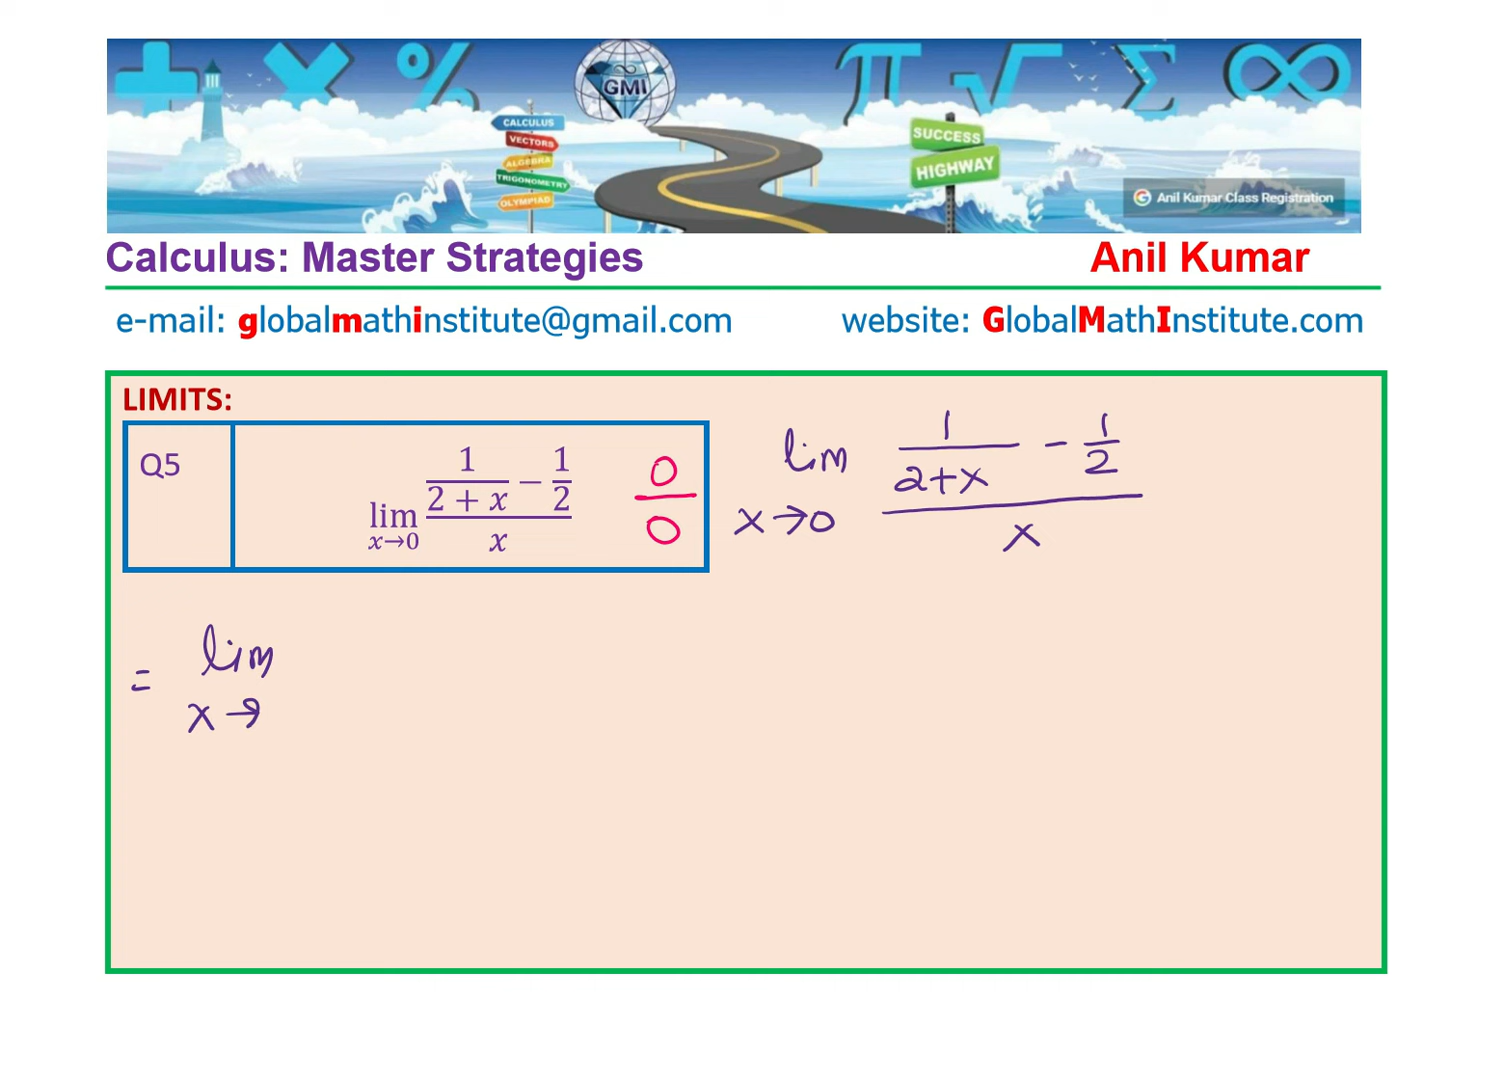 + × % GMI π √ Σ ∞
CALCULUS
VECTORS
ALGEBRA
TRIGONOMETRY
OLYMPIAD
SUCCESS
HIGHWAY
G Anil Kumar Class Registration
Calculus: Master Strategies Anil Kumar
e-mail: globalmathinstitute@gmail.com website: GlobalMathInstitute.com
LIMITS:
Q5 lim x→0 (1/(2 + x) − 1/2)/x 0/0 lim x→0 (1/(2+x) - 1/2)/x
= lim x→